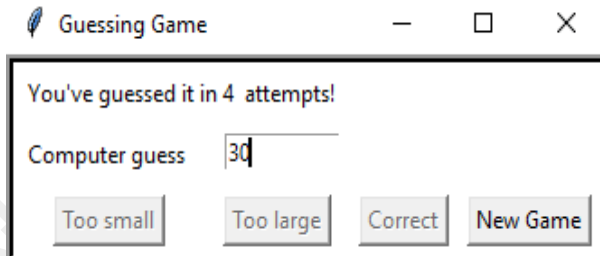 Guessing Game
You've guessed it in 4 attempts!
Computer guess 30
Too small Too large Correct New Game